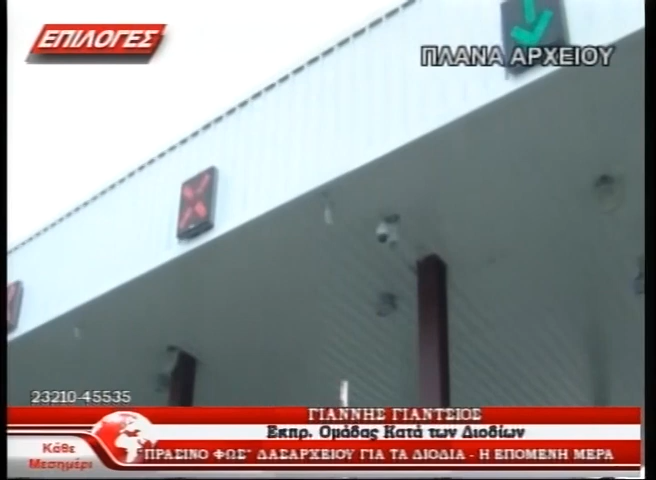 ΕΠΙΛΟΓΕΣ
ΠΛΑΝΑ ΑΡΧΕΙΟΥ
23210-45535
ΓΙΑΝΝΗΣ ΓΙΑΝΤΣΙΟΣ
Εκπρ. Ομάδας Κατά των Διοδίων
Κάθε
Μεσημέρι
"ΠΡΑΣΙΝΟ ΦΩΣ" ΔΑΣΑΡΧΕΙΟΥ ΓΙΑ ΤΑ ΔΙΟΔΙΑ - Η ΕΠΟΜΕΝΗ ΜΕΡΑ